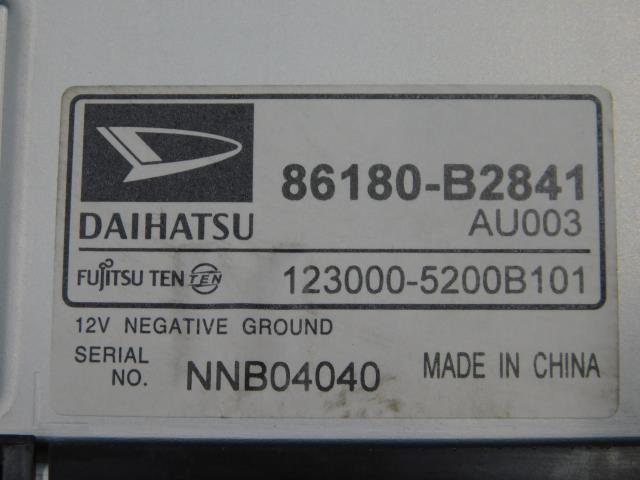 86180-B2841
DAIHATSU
AU003
FUJITSU TEN TEN
123000-5200B101
12V NEGATIVE GROUND
SERIAL NO. NNB04040
MADE IN CHINA